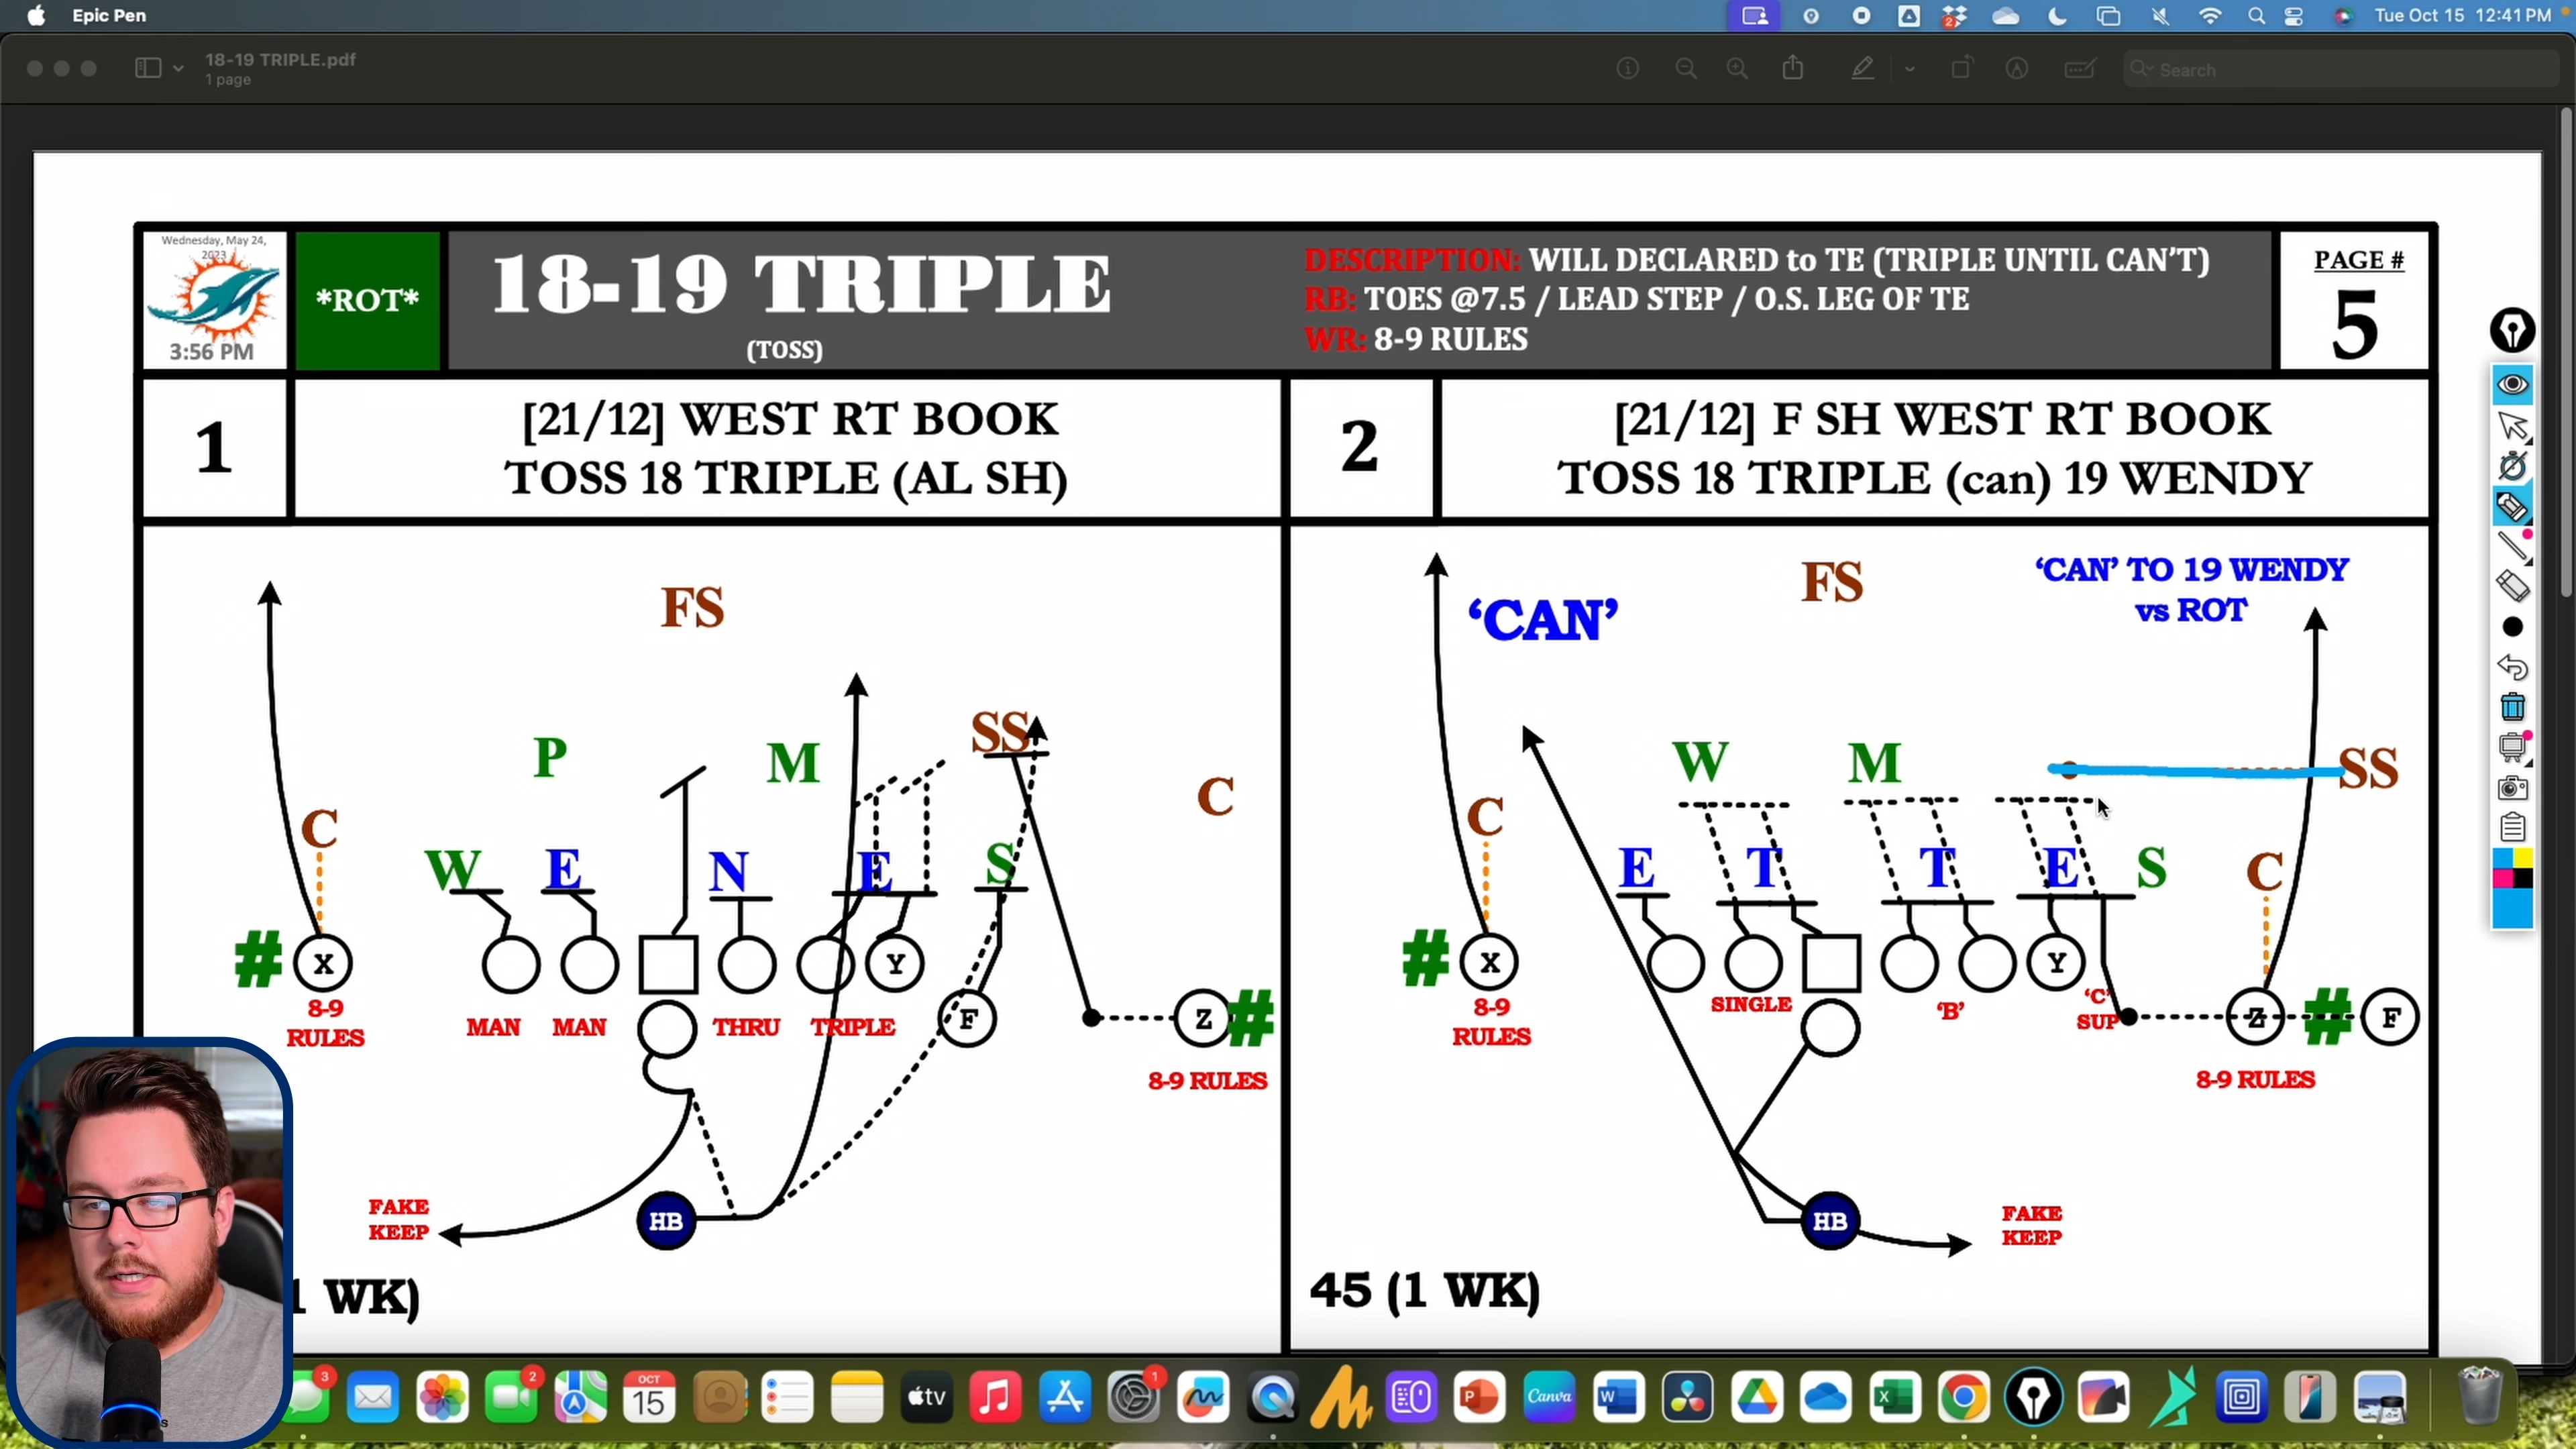 Epic Pen
Tue Oct 15 12:41 PM
18-19 TRIPLE.pdf
1 page
Search
Wednesday, May 24,
2023
3:56 PM
*ROT*
18-19 TRIPLE
(TOSS)
DESCRIPTION: WILL DECLARED to TE (TRIPLE UNTIL CAN'T)
RB: TOES @7.5 / LEAD STEP / O.S. LEG OF TE
WR: 8-9 RULES
PAGE #
5
1
[21/12] WEST RT BOOK
TOSS 18 TRIPLE (AL SH)
2
[21/12] F SH WEST RT BOOK
TOSS 18 TRIPLE (can) 19 WENDY
FS
SS
P
M
C
C
W
E
N
E
S
#
X
Y
F
Z
#
8-9
RULES
MAN
MAN
THRU
TRIPLE
8-9 RULES
FAKE
KEEP
HB
1 WK)
'CAN'
FS
'CAN' TO 19 WENDY
vs ROT
W
M
SS
C
E
T
T
E
S
C
#
X
Y
Z
#
F
8-9
RULES
SINGLE
'B'
'C'
SUP
8-9 RULES
HB
FAKE
KEEP
45 (1 WK)
3
2
OCT
15
tv
1
P
Canva
W
X